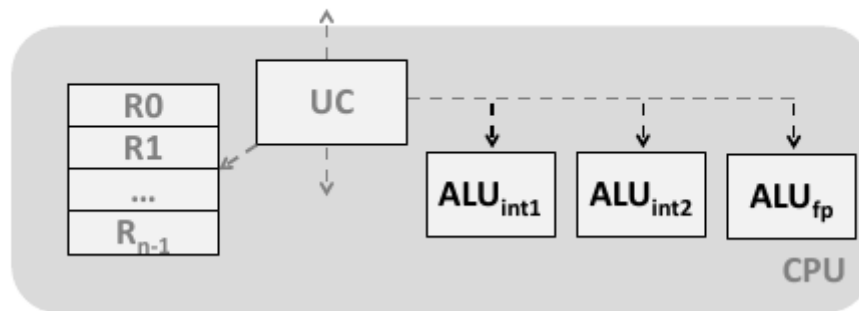 R0
R1
...
Rn-1
UC
ALUint1
ALUint2
ALUfp
CPU